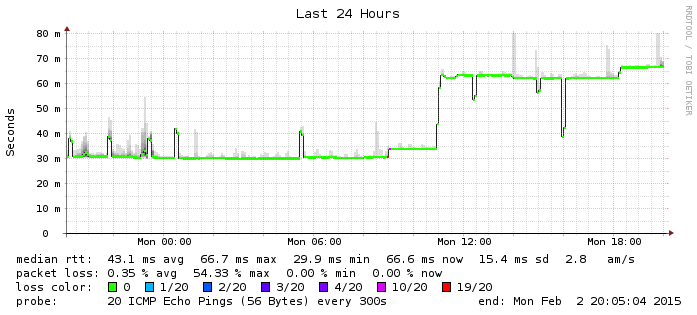 Last 24 Hours
RRDTOOL / TOBI OETIKER
Seconds
80 m
70 m
60 m
50 m
40 m
30 m
20 m
10 m
0
Mon 00:00 Mon 06:00 Mon 12:00 Mon 18:00
median rtt: 43.1 ms avg 66.7 ms max 29.9 ms min 66.6 ms now 15.4 ms sd 2.8 am/s
packet loss: 0.35 % avg 54.33 % max 0.00 % min 0.00 % now
loss color: 0 1/20 2/20 3/20 4/20 10/20 19/20
probe: 20 ICMP Echo Pings (56 Bytes) every 300s end: Mon Feb 2 20:05:04 2015